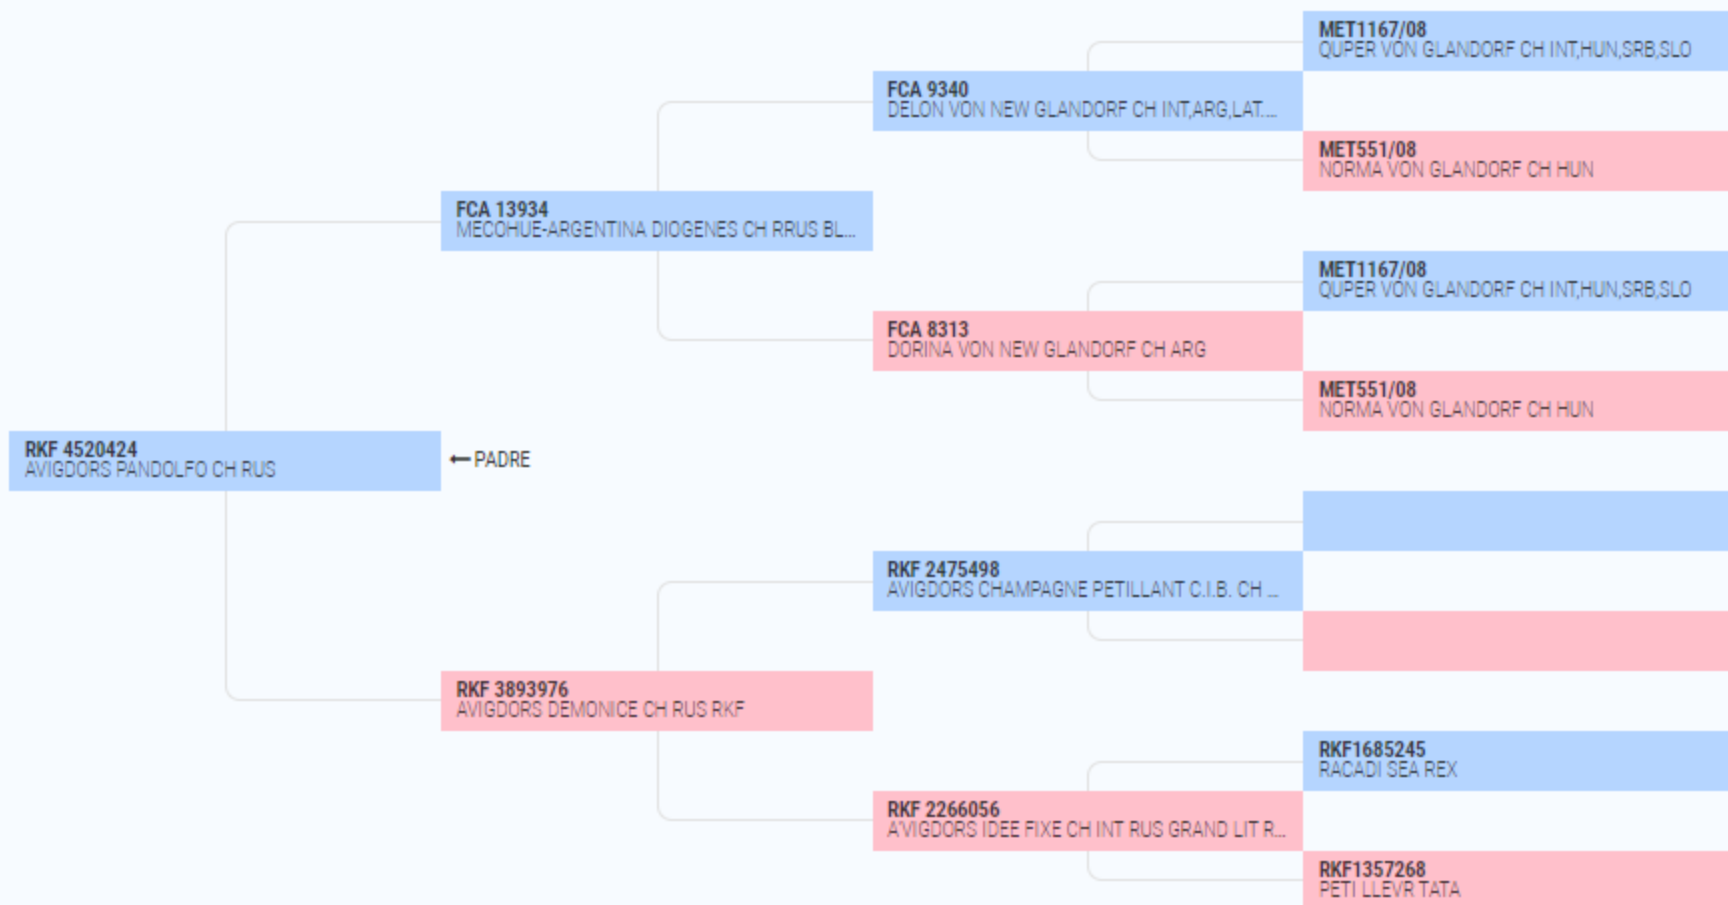 MET1167/08
QUPER VON GLANDORF CH INT,HUN,SRB,SLO
FCA 9340
DELON VON NEW GLANDORF CH INT,ARG,LAT....
MET551/08
NORMA VON GLANDORF CH HUN
FCA 13934
MECOHUE-ARGENTINA DIOGENES CH RRUS BL...
MET1167/08
QUPER VON GLANDORF CH INT,HUN,SRB,SLO
FCA 8313
DORINA VON NEW GLANDORF CH ARG
MET551/08
NORMA VON GLANDORF CH HUN
RKF 4520424
AVIGDORS PANDOLFO CH RUS
←PADRE
RKF 2475498
AVIGDORS CHAMPAGNE PETILLANT C.I.B. CH ...
RKF 3893976
AVIGDORS DEMONICE CH RUS RKF
RKF1685245
RACADI SEA REX
RKF 2266056
A'VIGDORS IDEE FIXE CH INT RUS GRAND LIT R...
RKF1357268
PETI LLEVR TATA